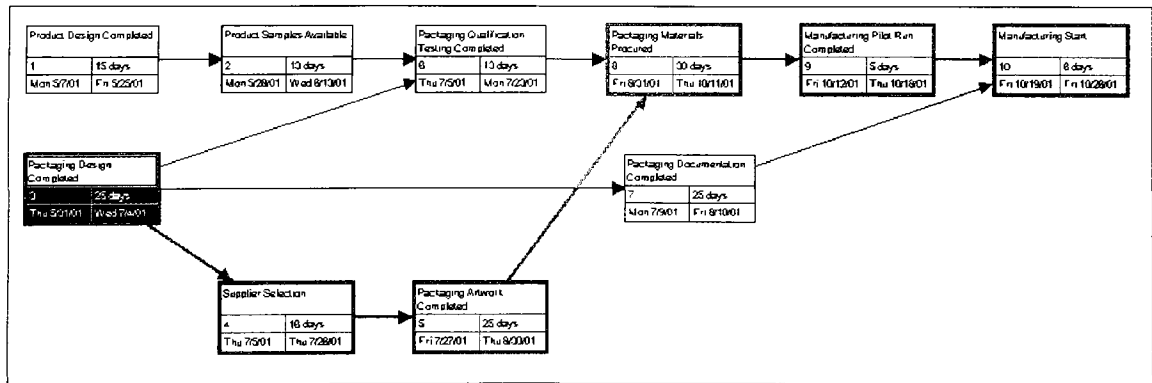 Product Design Completed
1 15 days
Mon 5/7/01 Fri 5/25/01
Product Samples Available
2 13 days
Mon 5/28/01 Wed 6/13/01
Packaging Qualification
Testing Completed
6 13 days
Thu 7/5/01 Mon 7/23/01
Packaging Materials
Procured
8 30 days
Fri 8/31/01 Thu 10/11/01
Manufacturing Pilot Run
Completed
9 5 days
Fri 10/12/01 Thu 10/18/01
Manufacturing Start
10 6 days
Fri 10/19/01 Fri 10/26/01
Packaging Design
Completed
3 25 days
Thu 5/31/01 Wed 7/4/01
Packaging Documentation
Completed
7 25 days
Mon 7/9/01 Fri 8/10/01
Supplier Selection
4 16 days
Thu 7/5/01 Thu 7/26/01
Packaging Artwork
Completed
5 25 days
Fri 7/27/01 Thu 8/30/01